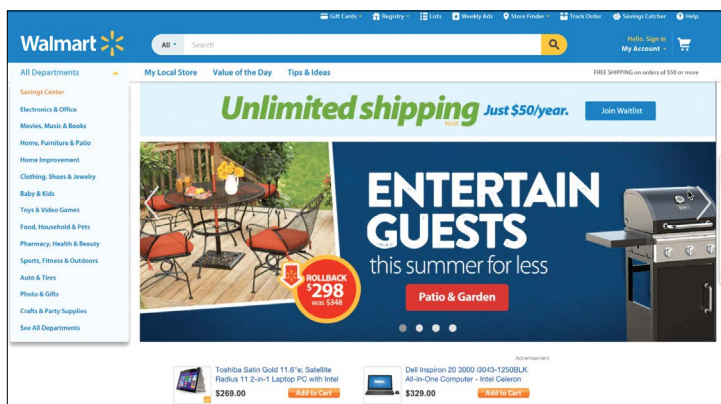 Gift Cards Registry Lists Weekly Ads Store Finder Track Order Savings Catcher Help
Walmart
All Search
Hello. Sign In
My Account
All Departments
My Local Store Value of the Day Tips & Ideas
FREE SHIPPING on orders of $50 or more
Savings Center
Electronics & Office
Movies, Music & Books
Home, Furniture & Patio
Home Improvement
Clothing, Shoes & Jewelry
Baby & Kids
Toys & Video Games
Food, Household & Pets
Pharmacy, Health & Beauty
Sports, Fitness & Outdoors
Auto & Tires
Photo & Gifts
Crafts & Party Supplies
See All Departments
Unlimited shipping Just $50/year.
Join Waitlist
ENTERTAIN
GUESTS
this summer for less
Patio & Garden
ROLLBACK
$298
was $348
Advertisement
Toshiba Satin Gold 11.6"e; Satellite
Radius 11 2-in-1 Laptop PC with Intel
$269.00 Add to Cart
Dell Inspiron 20 3000 i3043-1250BLK
All-in-One Computer - Intel Celeron
$329.00 Add to Cart